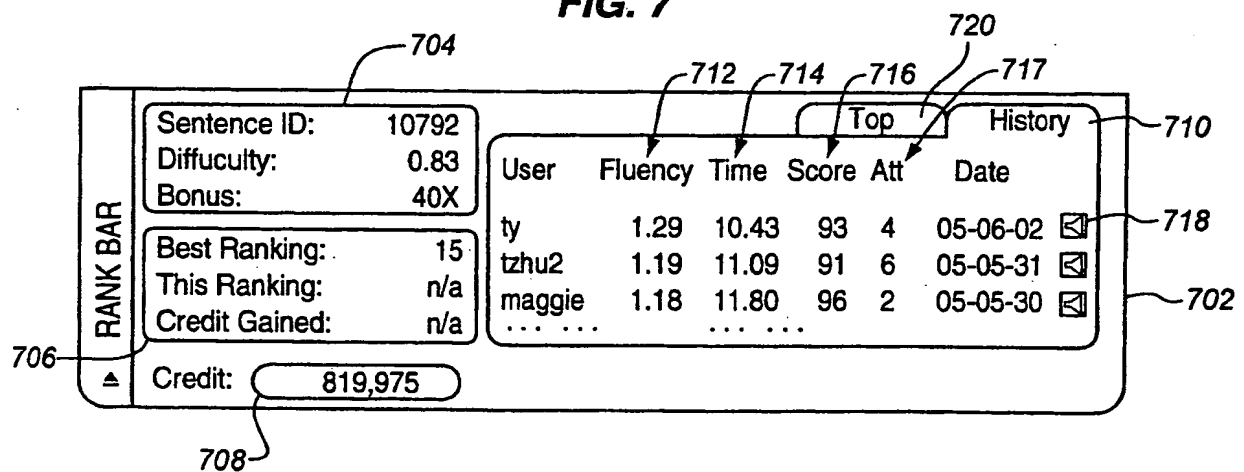 FIG. 7
704
712
714
716
720
717
710
718
702
706
708
RANK BAR
Sentence ID: 10792
Diffuculty: 0.83
Bonus: 40X
Best Ranking: 15
This Ranking: n/a
Credit Gained: n/a
Credit: 819,975
Top
History
User Fluency Time Score Att Date
ty 1.29 10.43 93 4 05-06-02
tzhu2 1.19 11.09 91 6 05-05-31
maggie 1.18 11.80 96 2 05-05-30
... ... ... ...